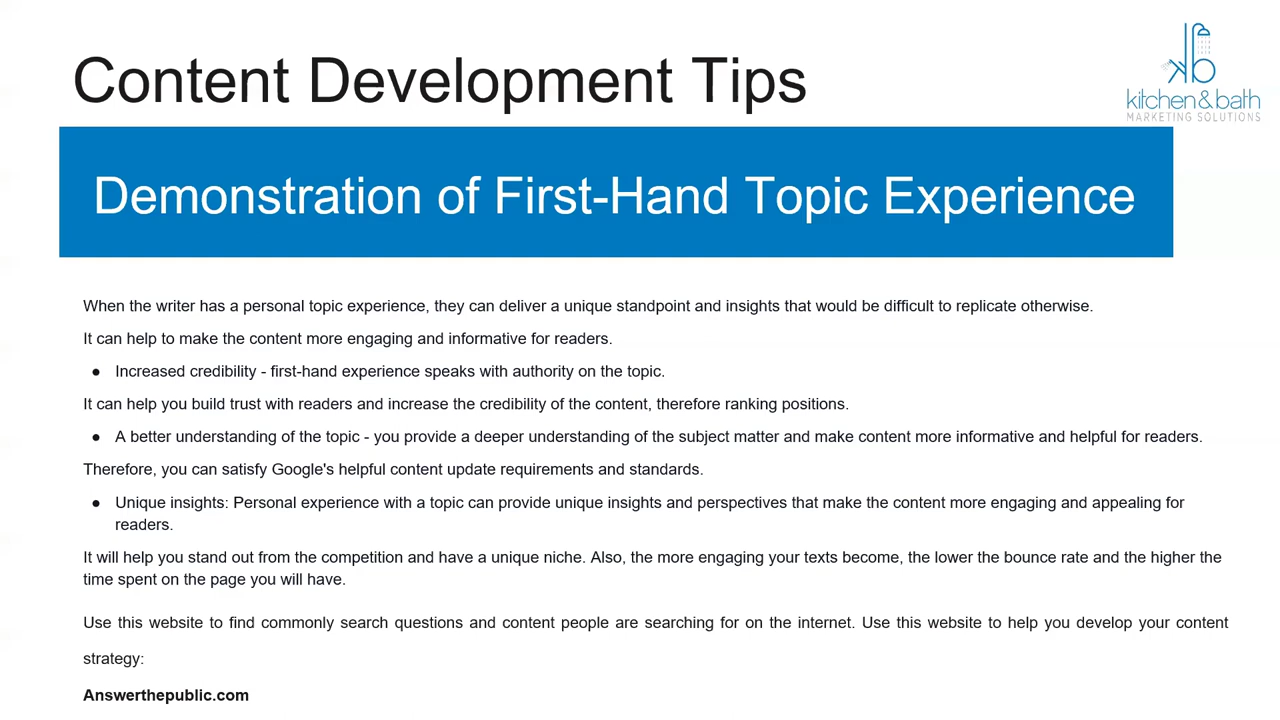 Content Development Tips
kitchen&bath
MARKETING SOLUTIONS
Demonstration of First-Hand Topic Experience
When the writer has a personal topic experience, they can deliver a unique standpoint and insights that would be difficult to replicate otherwise.
It can help to make the content more engaging and informative for readers.
● Increased credibility - first-hand experience speaks with authority on the topic.
It can help you build trust with readers and increase the credibility of the content, therefore ranking positions.
● A better understanding of the topic - you provide a deeper understanding of the subject matter and make content more informative and helpful for readers.
Therefore, you can satisfy Google's helpful content update requirements and standards.
● Unique insights: Personal experience with a topic can provide unique insights and perspectives that make the content more engaging and appealing for
readers.
It will help you stand out from the competition and have a unique niche. Also, the more engaging your texts become, the lower the bounce rate and the higher the
time spent on the page you will have.
Use this website to find commonly search questions and content people are searching for on the internet. Use this website to help you develop your content
strategy:
Answerthepublic.com